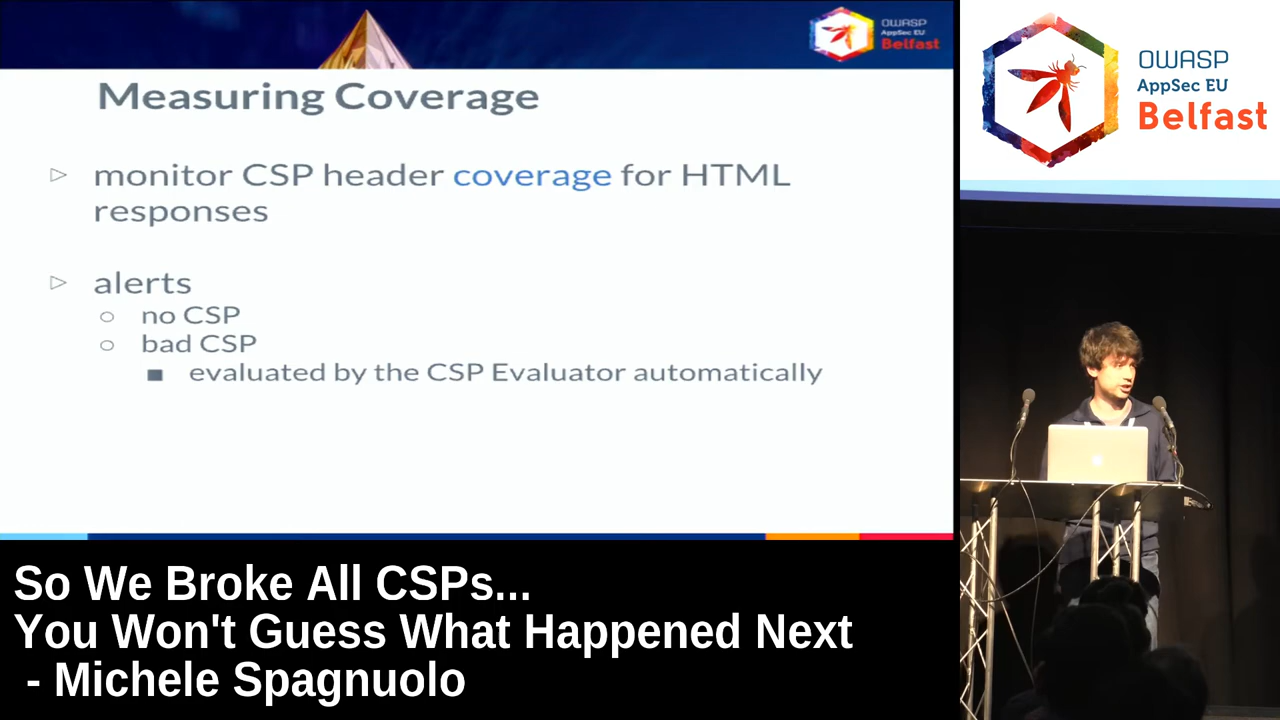 OWASP
AppSec EU
Belfast
Measuring Coverage
monitor CSP header coverage for HTML
responses
alerts
no CSP
bad CSP
evaluated by the CSP Evaluator automatically
OWASP
AppSec EU
Belfast
So We Broke All CSPs...
You Won't Guess What Happened Next
- Michele Spagnuolo